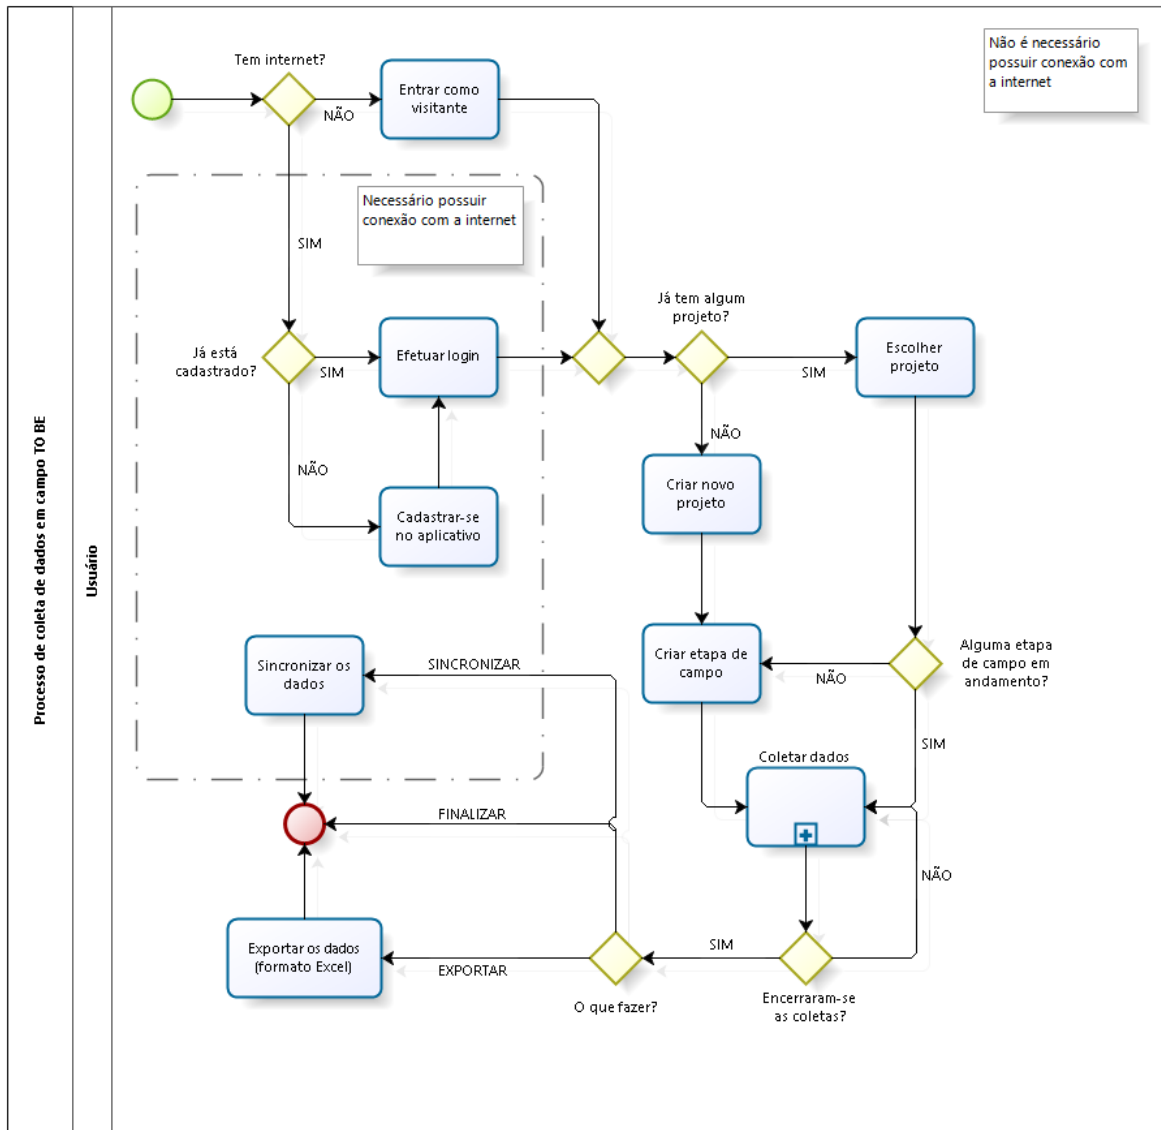 Processo de coleta de dados em campo TO BE
Usuário
Tem internet?
NÃO
Entrar como
visitante
Não é necessário
possuir conexão com
a internet
SIM
Necessário possuir
conexão com a internet
Já está
cadastrado?
SIM
Efetuar login
NÃO
Cadastrar-se
no aplicativo
Já tem algum
projeto?
SIM
Escolher
projeto
NÃO
Criar novo
projeto
Criar etapa de
campo
NÃO
Alguma etapa
de campo em
andamento?
SIM
Coletar dados
NÃO
Encerraram-se
as coletas?
SIM
O que fazer?
SINCRONIZAR
Sincronizar os
dados
FINALIZAR
EXPORTAR
Exportar os dados
(formato Excel)